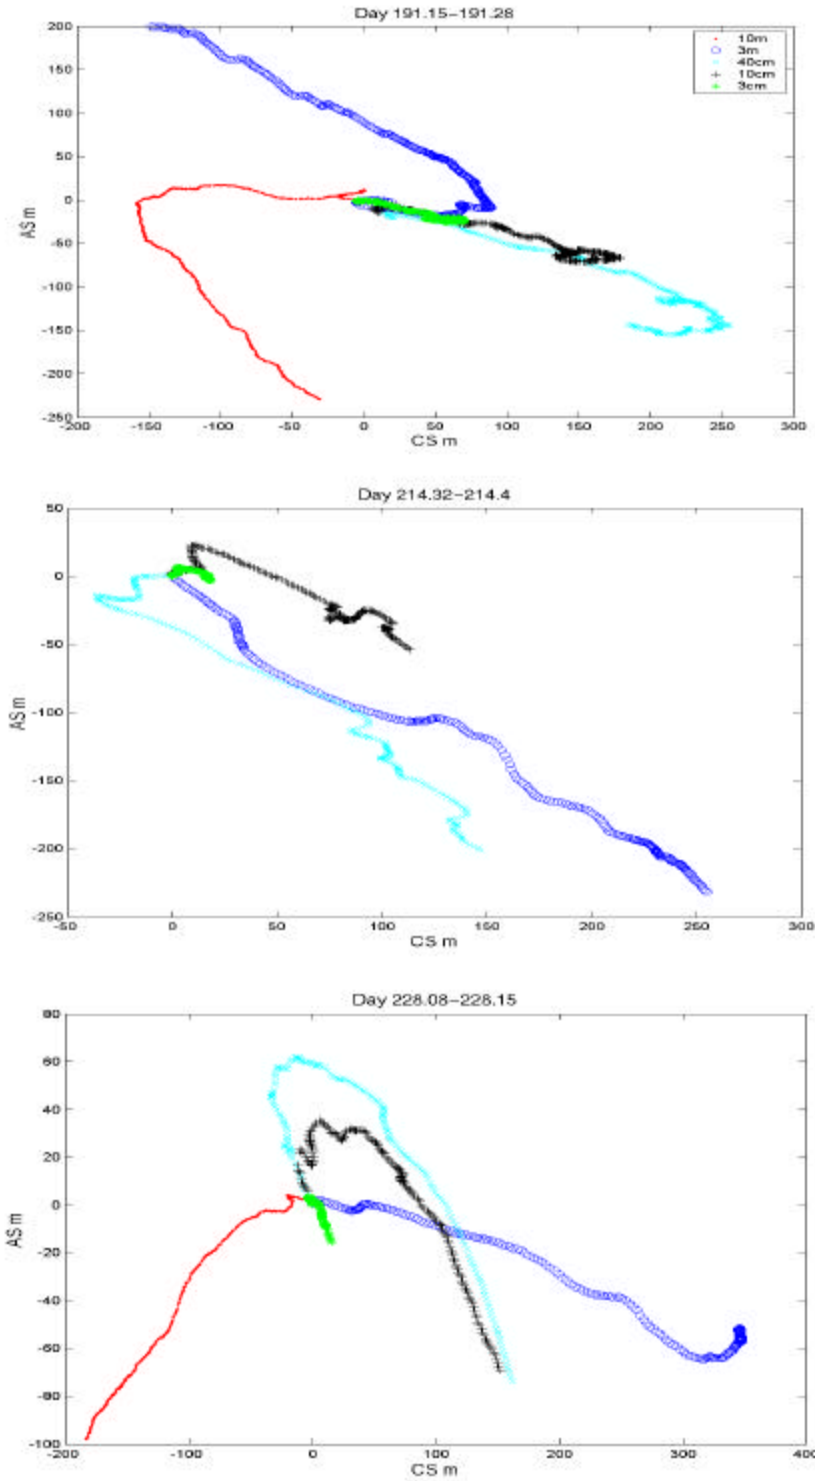 Day 191.15-191.28
200
150
100
50
0
-50
-100
-150
-200
-250
AS m
10m
3m
40cm
10cm
3cm
-200 -150 -100 -50 0 50 100 150 200 250 300
CS m
Day 214.32-214.4
50
0
-50
-100
-150
-200
-250
AS m
-50 0 50 100 150 200 250 300
CS m
Day 228.08-228.15
80
60
40
20
0
-20
-40
-60
-80
-100
AS m
-200 -100 0 100 200 300 400
CS m